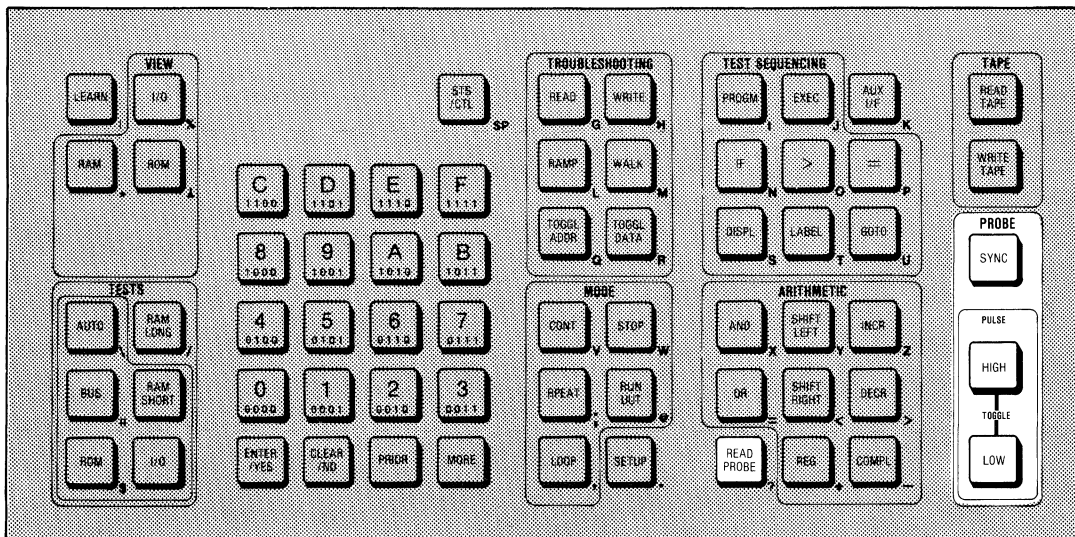 VIEW
LEARN
I/O
%
RAM
ROM
STS
/CTL
SP
C
1100
D
1101
E
1110
F
1111
8
1000
9
1001
A
1010
B
1011
4
0100
5
0101
6
0110
7
0111
0
0000
1
0001
2
0010
3
0011
ENTER
/YES
CLEAR
/NO
PRIOR
MORE
TESTS
AUTO
\
RAM
LONG
/
BUS
RAM
SHORT
ROM
$
I/O
TROUBLESHOOTING
READ
G
WRITE
H
RAMP
L
WALK
M
TOGGL
ADDR
Q
TOGGL
DATA
R
MODE
CONT
V
STOP
W
RPEAT
;
RUN
UUT
@
LOOP
SETUP
TEST SEQUENCING
PROGM
I
EXEC
J
AUX
I/F
K
IF
N
>
O
=
P
DISPL
S
LABEL
T
GOTO
U
ARITHMETIC
AND
X
SHIFT
LEFT
Y
INCR
Z
OR
=
SHIFT
RIGHT
<
DECR
>
READ
PROBE
?
REG
+
COMPL
–
TAPE
READ
TAPE
WRITE
TAPE
PROBE
SYNC
PULSE
HIGH
TOGGLE
LOW